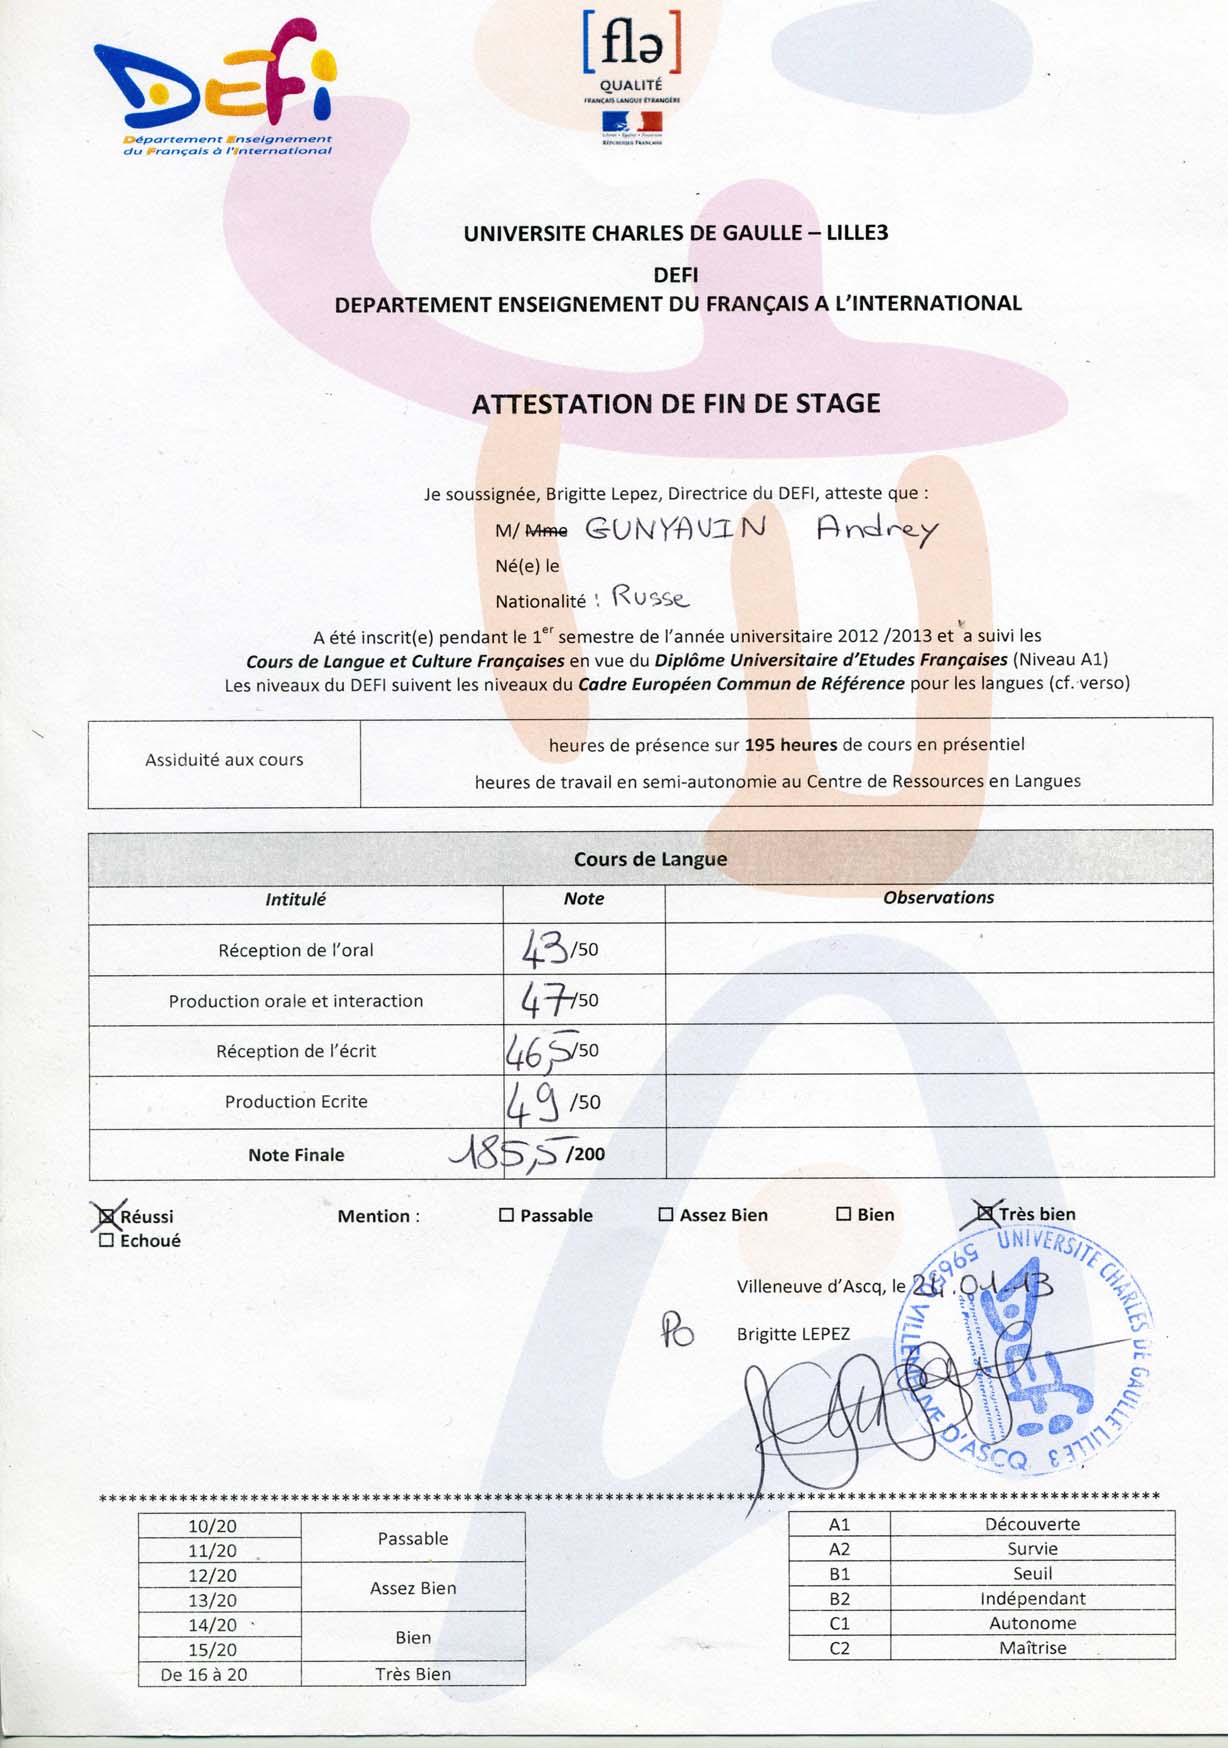 DEFi
Département Enseignement
du Français à l'International
[flə]
QUALITÉ
FRANÇAIS LANGUE ÉTRANGÈRE
Liberté • Égalité • Fraternité
RÉPUBLIQUE FRANÇAISE
UNIVERSITE CHARLES DE GAULLE – LILLE3
DEFI
DEPARTEMENT ENSEIGNEMENT DU FRANÇAIS A L'INTERNATIONAL
ATTESTATION DE FIN DE STAGE
Je soussignée, Brigitte Lepez, Directrice du DEFI, atteste que :
M/ Mme GUNYAVIN Andrey
Né(e) le
Nationalité : Russe
A été inscrit(e) pendant le 1er semestre de l'année universitaire 2012 /2013 et a suivi les
Cours de Langue et Culture Françaises en vue du Diplôme Universitaire d'Etudes Françaises (Niveau A1)
Les niveaux du DEFI suivent les niveaux du Cadre Européen Commun de Référence pour les langues (cf. verso)
Assiduité aux cours
heures de présence sur 195 heures de cours en présentiel
heures de travail en semi-autonomie au Centre de Ressources en Langues
Cours de Langue
Intitulé Note Observations
Réception de l'oral 43/50
Production orale et interaction 47/50
Réception de l'écrit 46,5/50
Production Ecrite 49 /50
Note Finale 185,5/200
☒ Réussi Mention : ☐ Passable ☐ Assez Bien ☐ Bien ☒ Très bien
☐ Echoué
Villeneuve d'Ascq, le 24.01.13
Po Brigitte LEPEZ
UNIVERSITE CHARLES DE GAULLE LILLE 3
59650 VILLENEUVE D'ASCQ
**********
10/20 Passable
11/20
12/20 Assez Bien
13/20
14/20 Bien
15/20
De 16 à 20 Très Bien
A1 Découverte
A2 Survie
B1 Seuil
B2 Indépendant
C1 Autonome
C2 Maîtrise